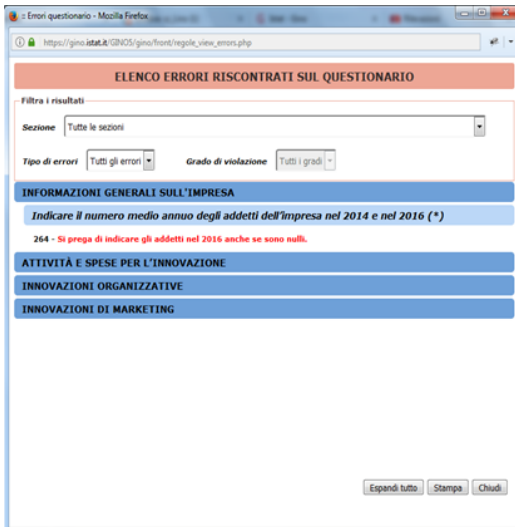 :: Errori questionario - Mozilla Firefox
https://gino.istat.it/GINO5/gino/front/regole_view_errors.php
ELENCO ERRORI RISCONTRATI SUL QUESTIONARIO
Filtra i risultati
Sezione Tutte le sezioni
Tipo di errori Tutti gli errori Grado di violazione Tutti i gradi
INFORMAZIONI GENERALI SULL'IMPRESA
Indicare il numero medio annuo degli addetti dell'impresa nel 2014 e nel 2016 (*)
264 - Si prega di indicare gli addetti nel 2016 anche se sono nulli.
ATTIVITÀ E SPESE PER L'INNOVAZIONE
INNOVAZIONI ORGANIZZATIVE
INNOVAZIONI DI MARKETING
Espandi tutto Stampa Chiudi